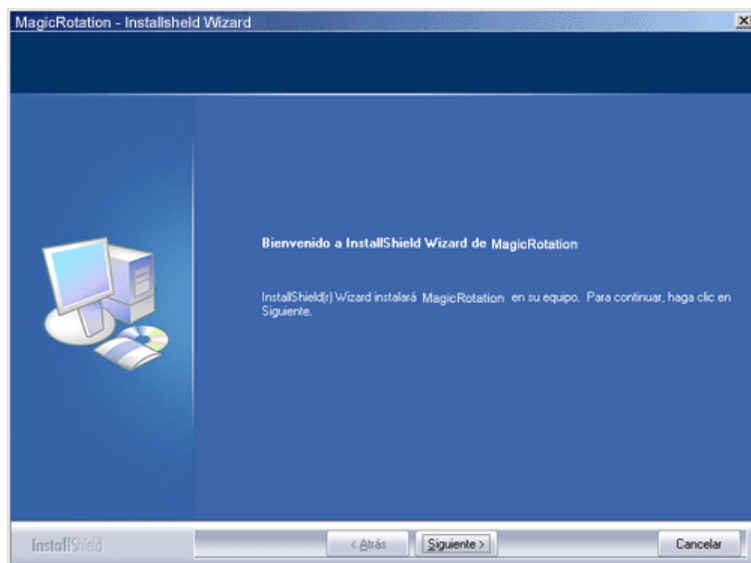 MagicRotation - Installsheld Wizard
Bienvenido a InstallShield Wizard de MagicRotation
InstallShield(r) Wizard instalará MagicRotation en su equipo. Para continuar, haga clic en
Siguiente.
InstallShield
< Atrás
Siguiente >
Cancelar